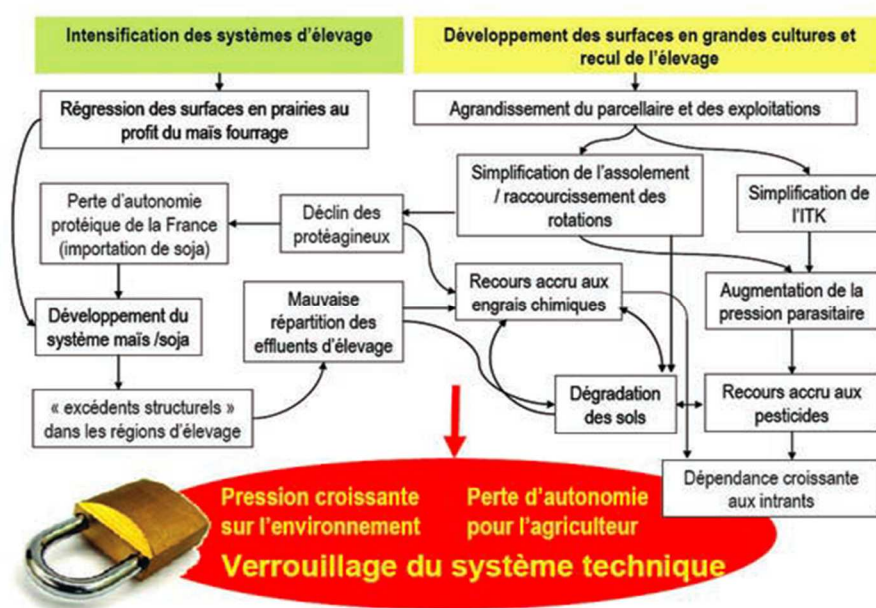 Intensification des systèmes d'élevage
Développement des surfaces en grandes cultures et
recul de l'élevage
Régression des surfaces en prairies au
profit du maïs fourrage
Agrandissement du parcellaire et des exploitations
Perte d'autonomie
protéique de la France
(importation de soja)
Déclin des
protéagineux
Simplification de l'assolement
/ raccourcissement des
rotations
Simplification de
l'ITK
Développement du
système maïs /soja
Mauvaise
répartition des
effluents d'élevage
Recours accru aux
engrais chimiques
Augmentation de la
pression parasitaire
« excédents structurels »
dans les régions d'élevage
Dégradation
des sols
Recours accru aux
pesticides
Dépendance croissante
aux intrants
Pression croissante
sur l'environnement
Perte d'autonomie
pour l'agriculteur
Verrouillage du système technique